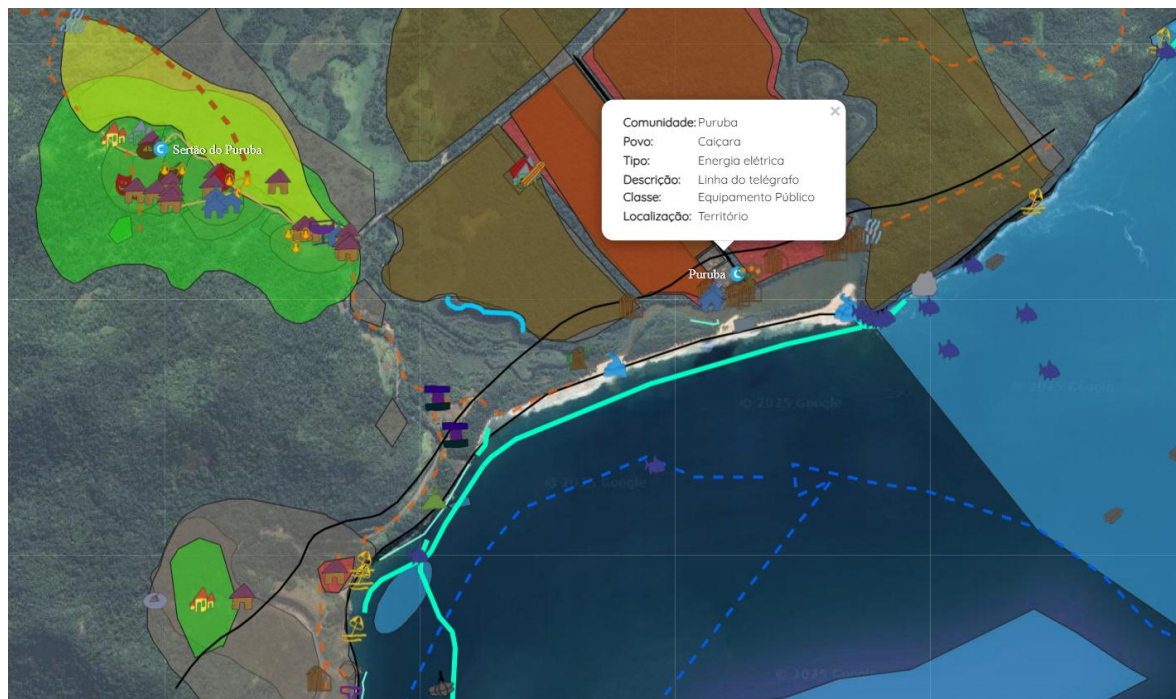 Sertão do Puruba
×
Comunidade: Puruba
Povo: Caiçara
Tipo: Energia elétrica
Descrição: Linha do telégrafo
Classe: Equipamento Público
Localização: Território
Puruba
C
C
© 2025 Google
© 2025 Google
© 2025 Google
© 2025 Google